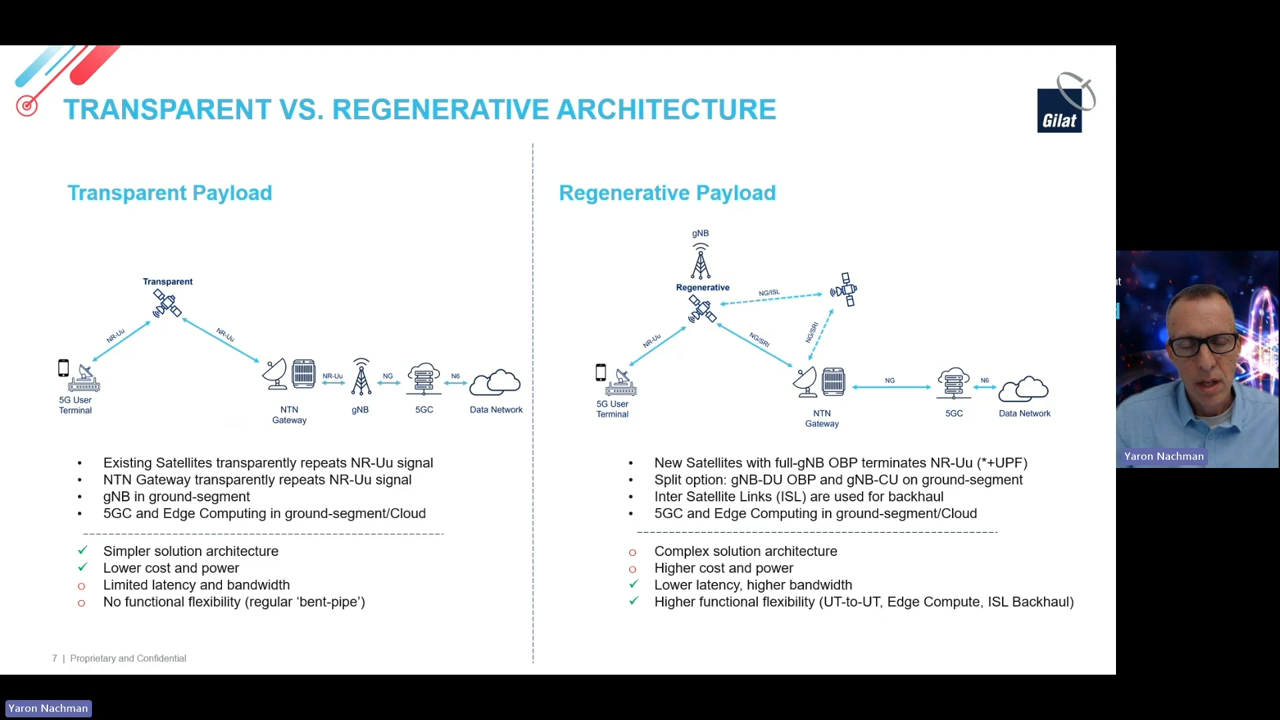 TRANSPARENT VS. REGENERATIVE ARCHITECTURE
Gilat
Transparent Payload
Transparent
NR-Uu
NR-Uu
NR-Uu
NG
N6
5G User
Terminal
NTN
Gateway
gNB
5GC
Data Network
• Existing Satellites transparently repeats NR-Uu signal
• NTN Gateway transparently repeats NR-Uu signal
• gNB in ground-segment
• 5GC and Edge Computing in ground-segment/Cloud
✓ Simpler solution architecture
✓ Lower cost and power
o Limited latency and bandwidth
o No functional flexibility (regular ‘bent-pipe’)
Regenerative Payload
gNB
Regenerative
NG/ISL
NR-Uu
NG/SRI
NG/SRI
NG
N6
5G User
Terminal
NTN
Gateway
5GC
Data Network
• New Satellites with full-gNB OBP terminates NR-Uu (*+UPF)
• Split option: gNB-DU OBP and gNB-CU on ground-segment
• Inter Satellite Links (ISL) are used for backhaul
• 5GC and Edge Computing in ground-segment/Cloud
o Complex solution architecture
o Higher cost and power
✓ Lower latency, higher bandwidth
✓ Higher functional flexibility (UT-to-UT, Edge Compute, ISL Backhaul)
7 | Proprietary and Confidential
Yaron Nachman
Yaron Nachman